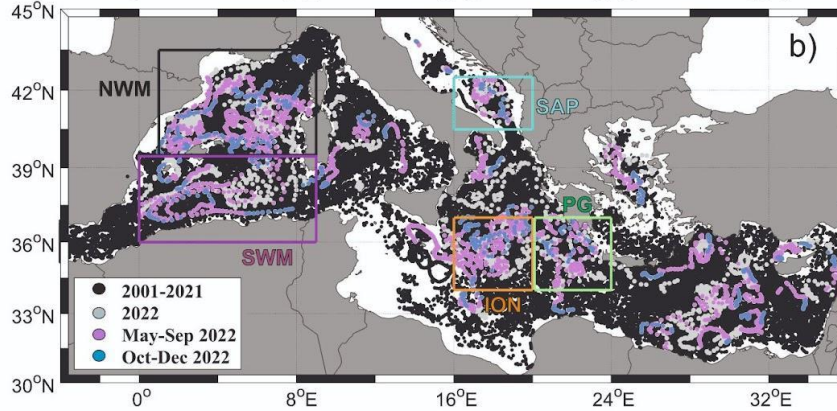 45°N
b)
42°N
NWM
SAP
39°N
PG
36°N
SWM
ION
33°N
2001-2021
2022
May-Sep 2022
Oct-Dec 2022
30°N
0° 8°E 16°E 24°E 32°E